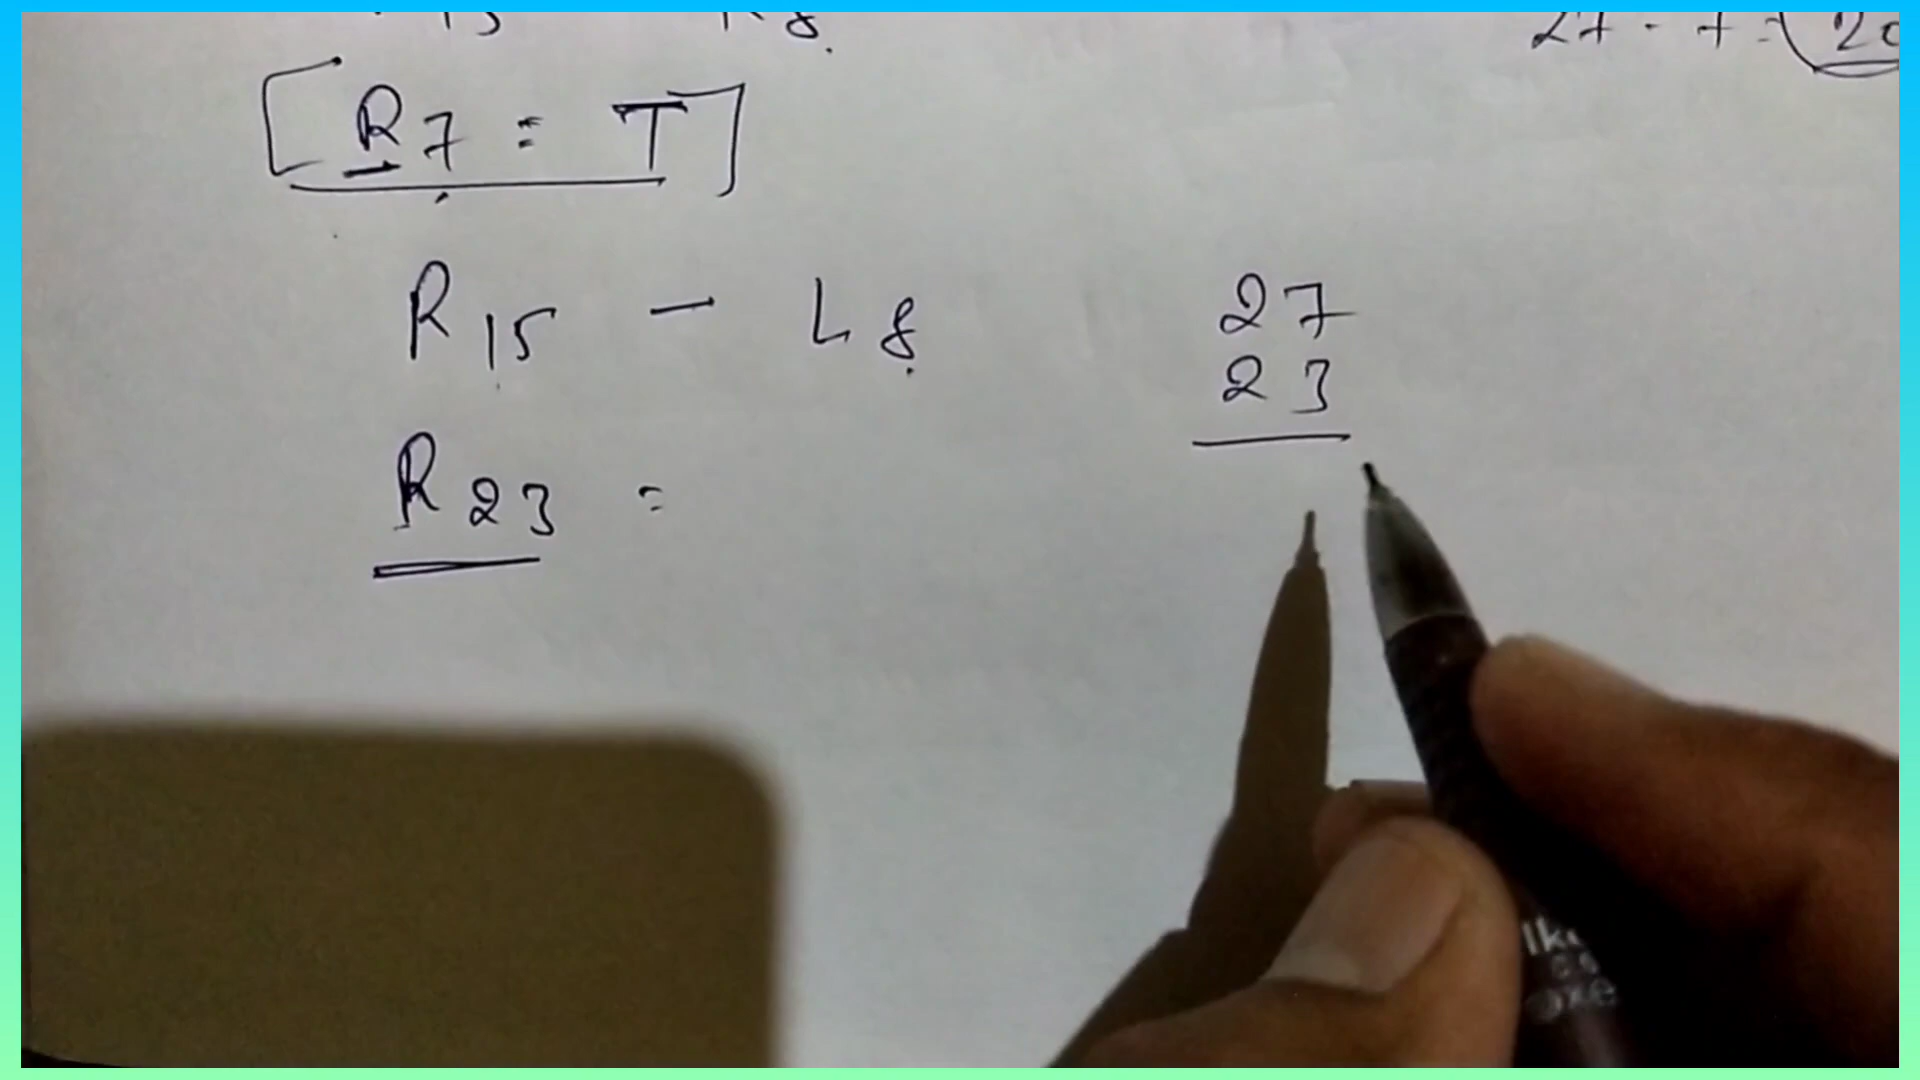 [R7 = T]
R15 - L8
R23 =
27
23